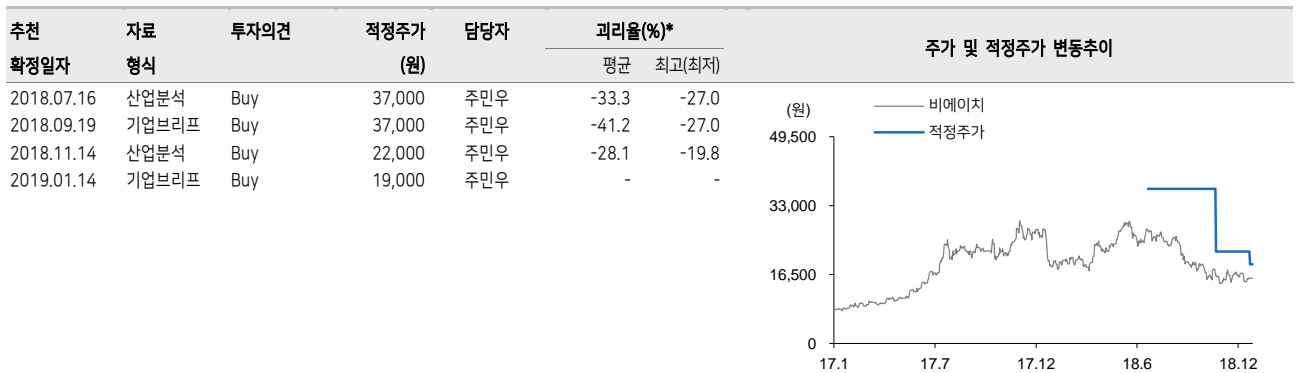 추천 자료 투자의견 적정주가 담당자 괴리율(%)* 주가 및 적정주가 변동추이
확정일자 형식 (원) 평균 최고(최저)
2018.07.16 산업분석 Buy 37,000 주민우 -33.3 -27.0
2018.09.19 기업브리프 Buy 37,000 주민우 -41.2 -27.0
2018.11.14 산업분석 Buy 22,000 주민우 -28.1 -19.8
2019.01.14 기업브리프 Buy 19,000 주민우 - -
(원)
비에이치
적정주가
49,500
33,000
16,500
0
17.1 17.7 17.12 18.6 18.12